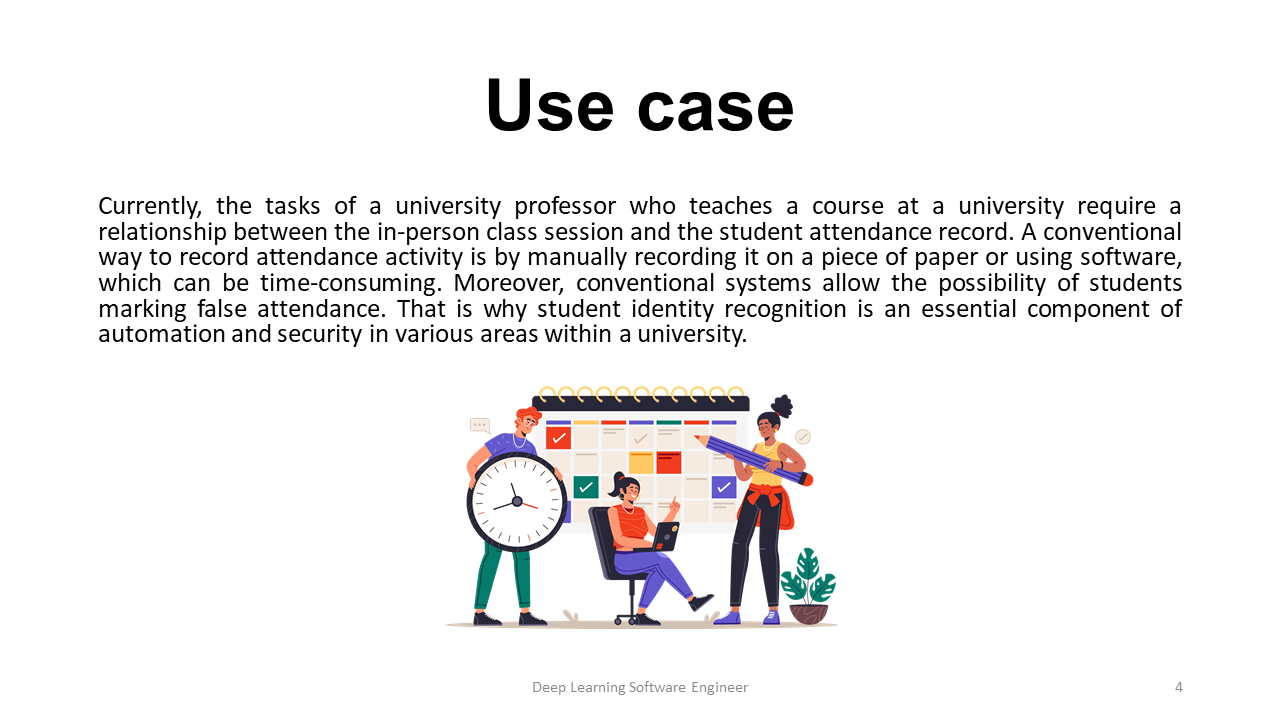 Use case
Currently, the tasks of a university professor who teaches a course at a university require a
relationship between the in-person class session and the student attendance record. A conventional
way to record attendance activity is by manually recording it on a piece of paper or using software,
which can be time-consuming. Moreover, conventional systems allow the possibility of students
marking false attendance. That is why student identity recognition is an essential component of
automation and security in various areas within a university.
Deep Learning Software Engineer
4